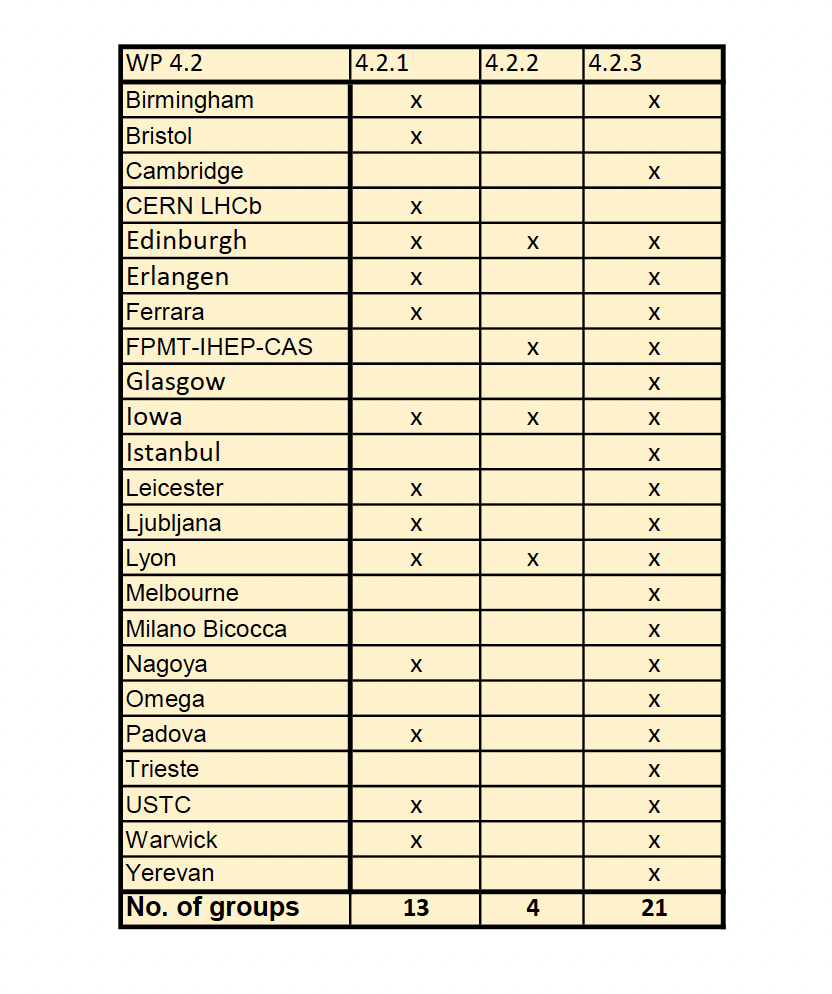 WP 4.2 4.2.1 4.2.2 4.2.3
Birmingham x x
Bristol x
Cambridge x
CERN LHCb x
Edinburgh x x x
Erlangen x x
Ferrara x x
FPMT-IHEP-CAS x x
Glasgow x
Iowa x x x
Istanbul x
Leicester x x
Ljubljana x x
Lyon x x x
Melbourne x
Milano Bicocca x
Nagoya x x
Omega x
Padova x x
Trieste x
USTC x x
Warwick x x
Yerevan x
No. of groups 13 4 21